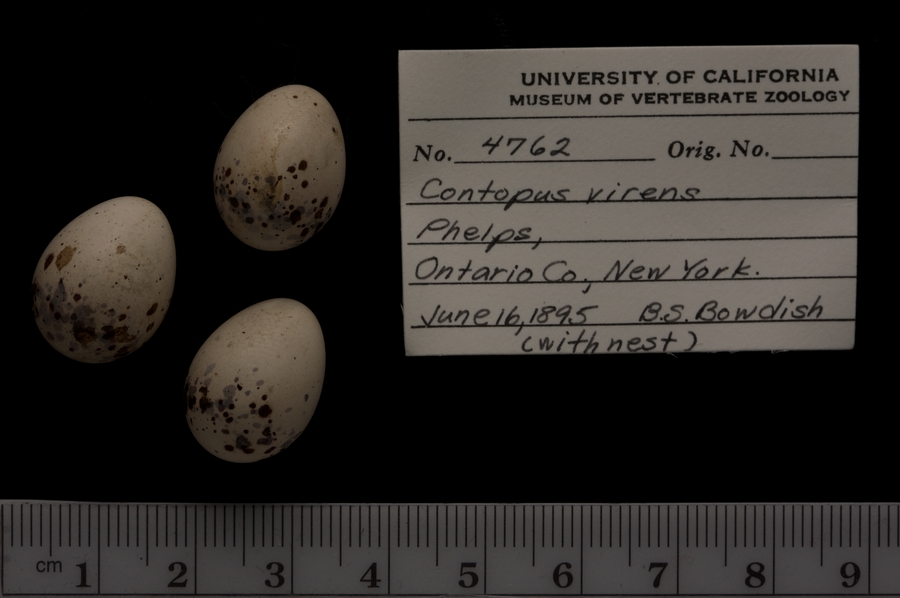 UNIVERSITY OF CALIFORNIA
MUSEUM OF VERTEBRATE ZOOLOGY
No. 4762 Orig. No.
Contopus virens
Phelps,
Ontario Co., New York.
June 16, 1895 B.S. Bowdish
(with nest)
cm 1 2 3 4 5 6 7 8 9